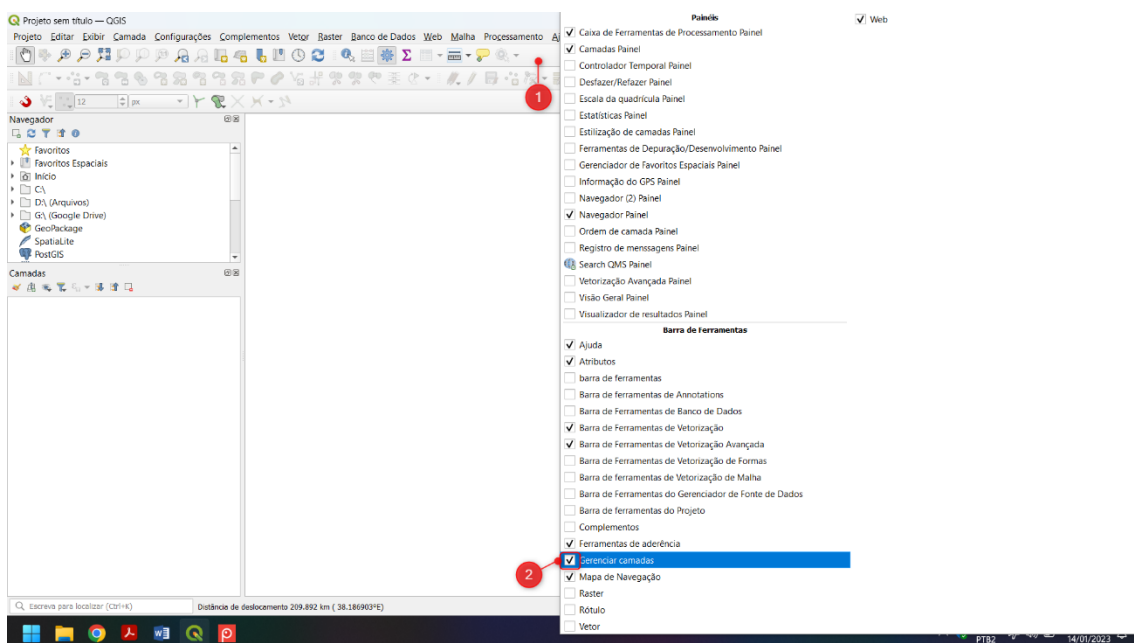 Projeto sem título — QGIS
Projeto Editar Exibir Camada Configurações Complementos Vetor Raster Banco de Dados Web Malha Processamento Aj
12
px
1
Navegador
Favoritos
Favoritos Espaciais
Início
C:\
D:\ (Arquivos)
G:\ (Google Drive)
GeoPackage
SpatiaLite
PostGIS
Camadas
Escreva para localizar (Ctrl+K)
Distância de deslocamento 209.892 km ( 38.186903°E)
Painéis
Caixa de Ferramentas de Processamento Painel
Camadas Painel
Controlador Temporal Painel
Desfazer/Refazer Painel
Escala da quadrícula Painel
Estatísticas Painel
Estilização de camadas Painel
Ferramentas de Depuração/Desenvolvimento Painel
Gerenciador de Favoritos Espaciais Painel
Informação do GPS Painel
Navegador (2) Painel
Navegador Painel
Ordem de camada Painel
Registro de menssagens Painel
Search QMS Painel
Vetorização Avançada Painel
Visão Geral Painel
Visualizador de resultados Painel
Barra de Ferramentas
Ajuda
Atributos
barra de ferramentas
Barra de ferramentas de Annotations
Barra de Ferramentas de Banco de Dados
Barra de Ferramentas de Vetorização
Barra de Ferramentas de Vetorização Avançada
Barra de Ferramentas de Vetorização de Formas
Barra de ferramentas de Vetorização de Malha
Barra de Ferramentas do Gerenciador de Fonte de Dados
Barra de ferramentas do Projeto
Complementos
Ferramentas de aderência
2
Gerenciar camadas
Mapa de Navegação
Raster
Rótulo
Vetor
Web
PTB2
14/01/2023